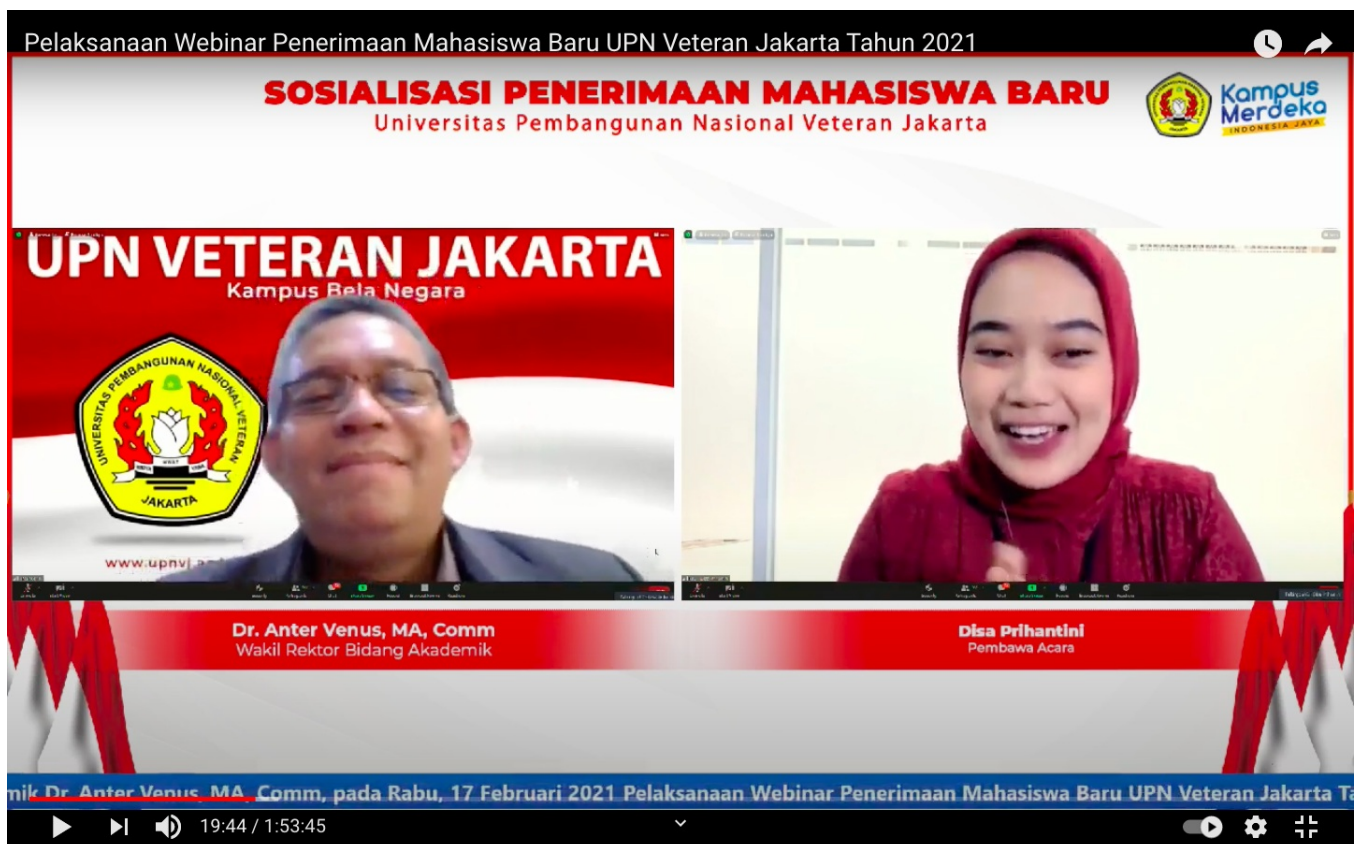 Pelaksanaan Webinar Penerimaan Mahasiswa Baru UPN Veteran Jakarta Tahun 2021
SOSIALISASI PENERIMAAN MAHASISWA BARU
Universitas Pembangunan Nasional Veteran Jakarta
Kampus
Merdeka
INDONESIA JAYA
UPN VETERAN JAKARTA
Kampus Bela Negara
UNIVERSITAS PEMBANGUNAN NASIONAL VETERAN
JAKARTA
www.upnvj.ac
Dr. Anter Venus, MA, Comm
Wakil Rektor Bidang Akademik
Disa Prihantini
Pembawa Acara
mik Dr. Anter Venus, MA, Comm, pada Rabu, 17 Februari 2021 Pelaksanaan Webinar Penerimaan Mahasiswa Baru UPN Veteran Jakarta Ta
19:44 / 1:53:45